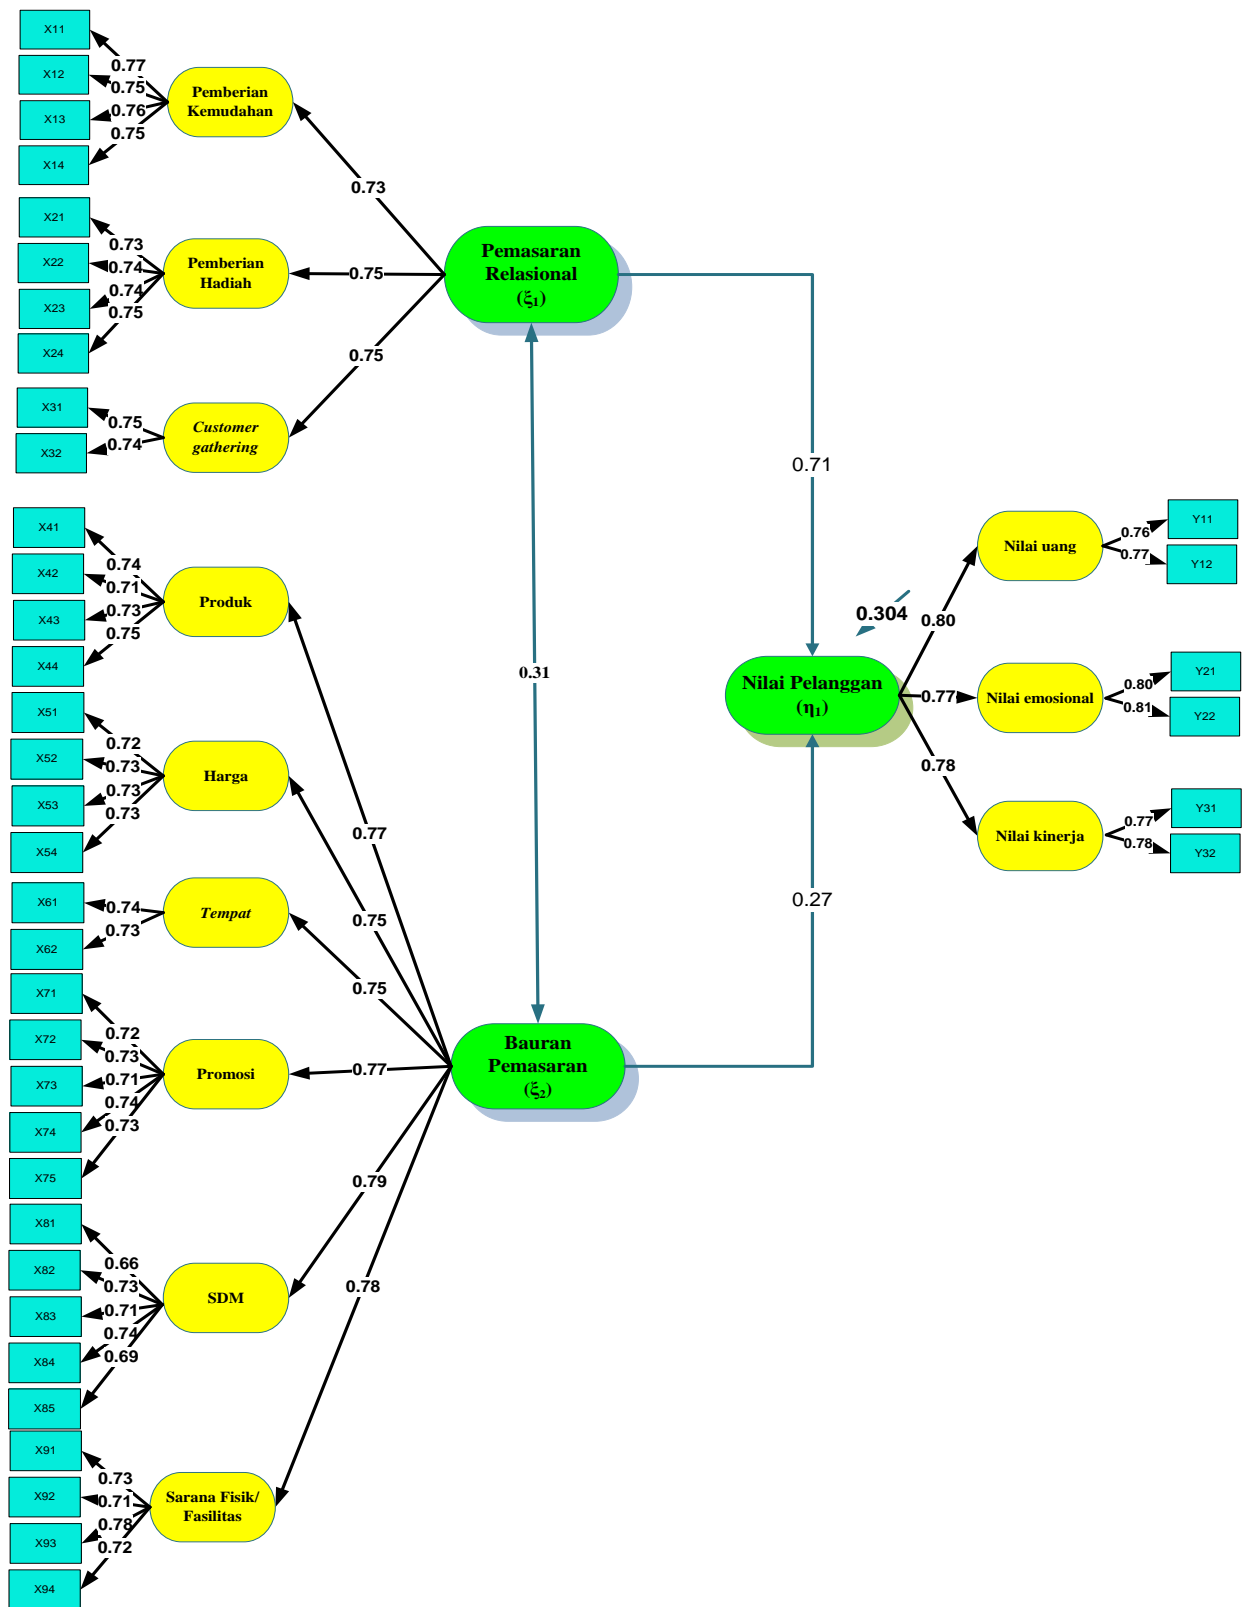 X11
X12
X13
X14
0.77
0.75
0.76
0.75
Pemberian
Kemudahan
0.73
X21
X22
X23
X24
0.73
0.74
0.74
0.75
Pemberian
Hadiah
0.75
X31
X32
0.75
0.74
Customer
gathering
0.75
Pemasaran
Relasional
(ξ1)
0.71
0.31
X41
X42
X43
X44
0.74
0.71
0.73
0.75
Produk
0.77
X51
X52
X53
X54
0.72
0.73
0.73
0.73
Harga
0.75
X61
X62
0.74
0.73
Tempat
0.75
X71
X72
X73
X74
X75
0.72
0.73
0.71
0.74
0.73
Promosi
0.77
X81
X82
X83
X84
X85
0.66
0.73
0.71
0.74
0.69
SDM
0.79
X91
X92
X93
X94
0.73
0.71
0.78
0.72
Sarana Fisik/
Fasilitas
0.78
Bauran
Pemasaran
(ξ2)
0.27
0.304
Nilai Pelanggan
(η1)
0.80
Nilai uang
0.76
0.77
Y11
Y12
0.77
Nilai emosional
0.80
0.81
Y21
Y22
0.78
Nilai kinerja
0.77
0.78
Y31
Y32